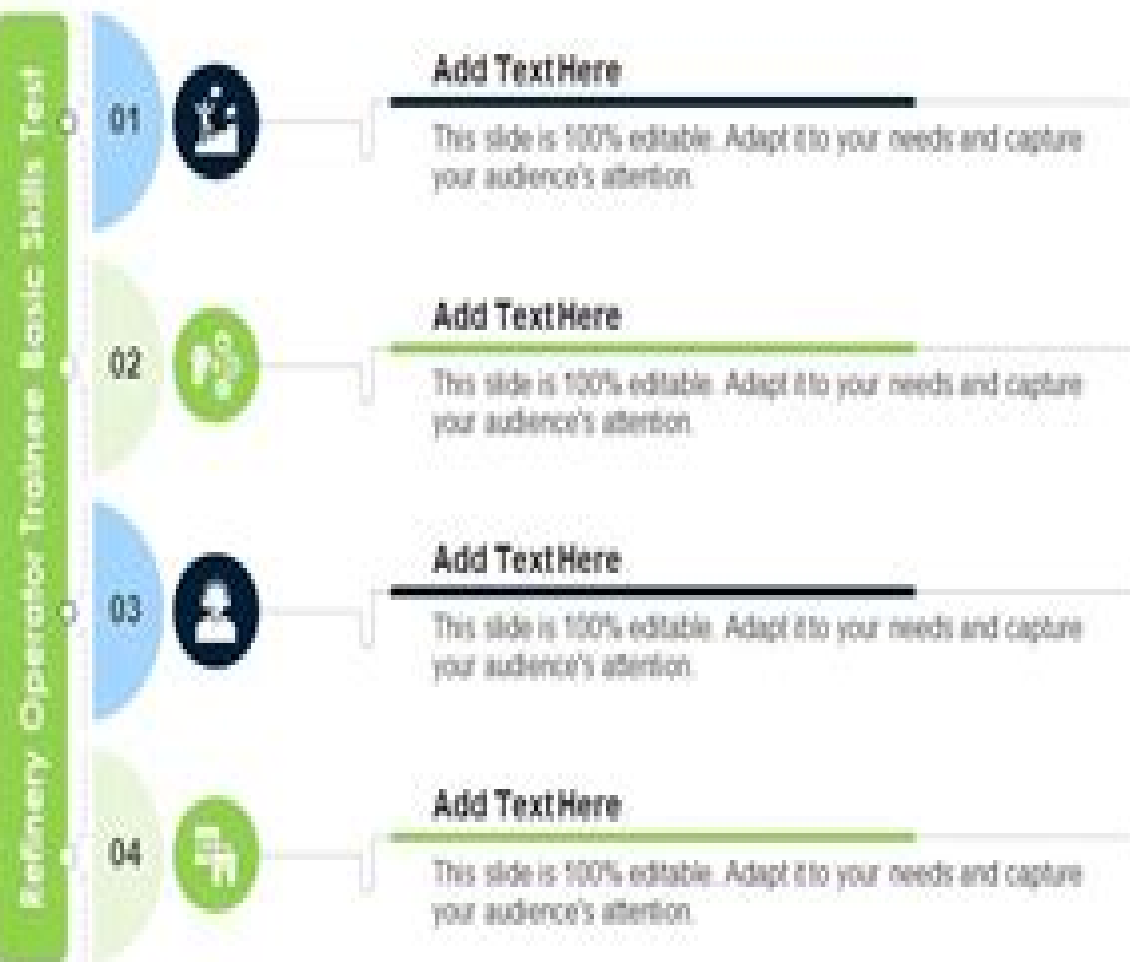 Refinery Operator Trainee Basic Skills Test
01
Add Text Here
This slide is 100% editable. Adapt it to your needs and capture
your audience's attention.
02
Add Text Here
This slide is 100% editable. Adapt it to your needs and capture
your audience's attention.
03
Add Text Here
This slide is 100% editable. Adapt it to your needs and capture
your audience's attention.
04
Add Text Here
This slide is 100% editable. Adapt it to your needs and capture
your audience's attention.